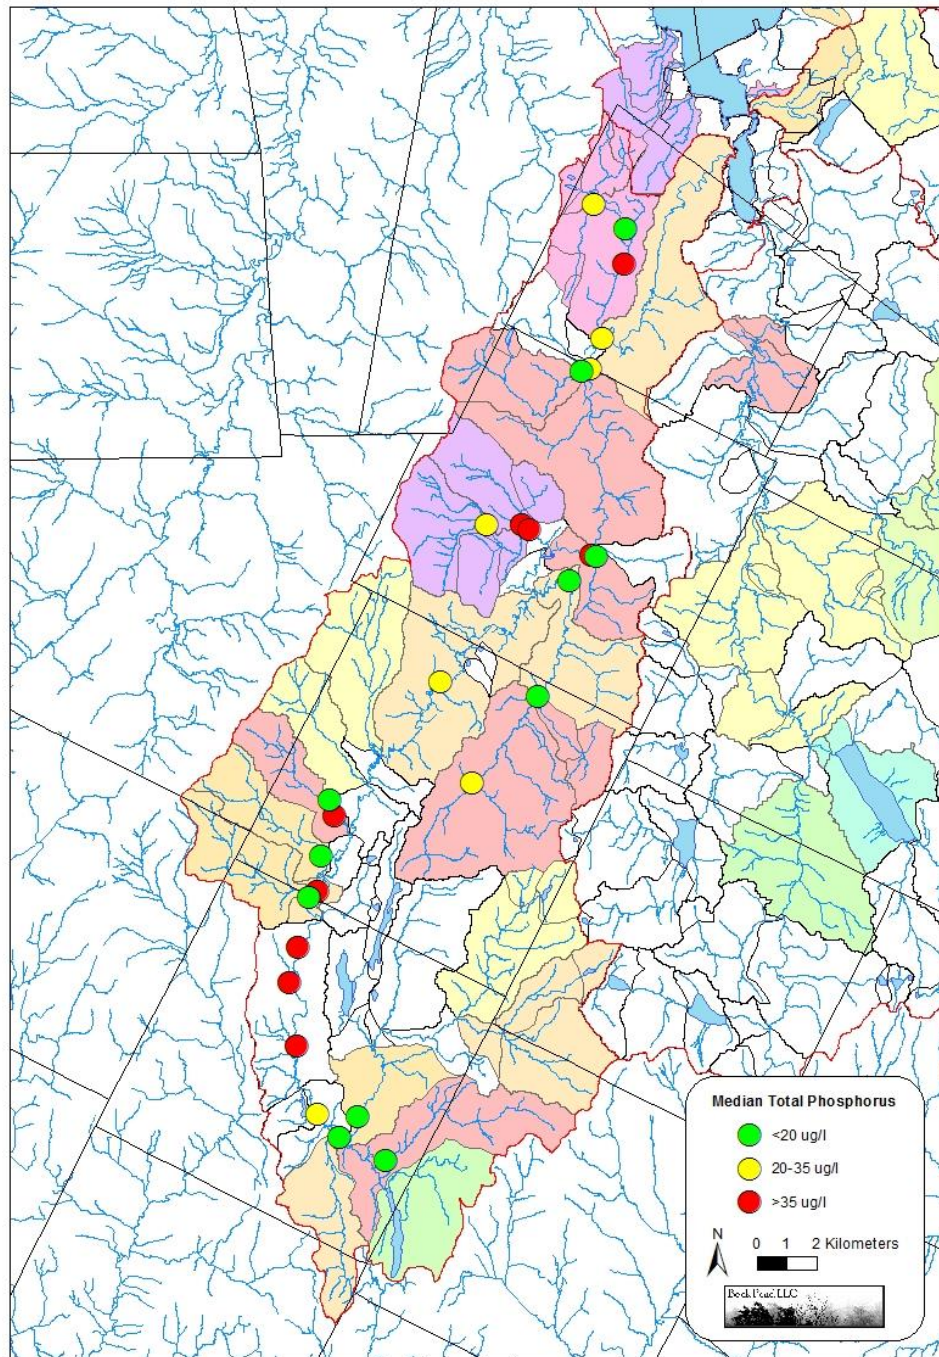 Median Total Phosphorus
<20 ug/l
20-35 ug/l
>35 ug/l
N
0 1 2 Kilometers
Beck Pond LLC